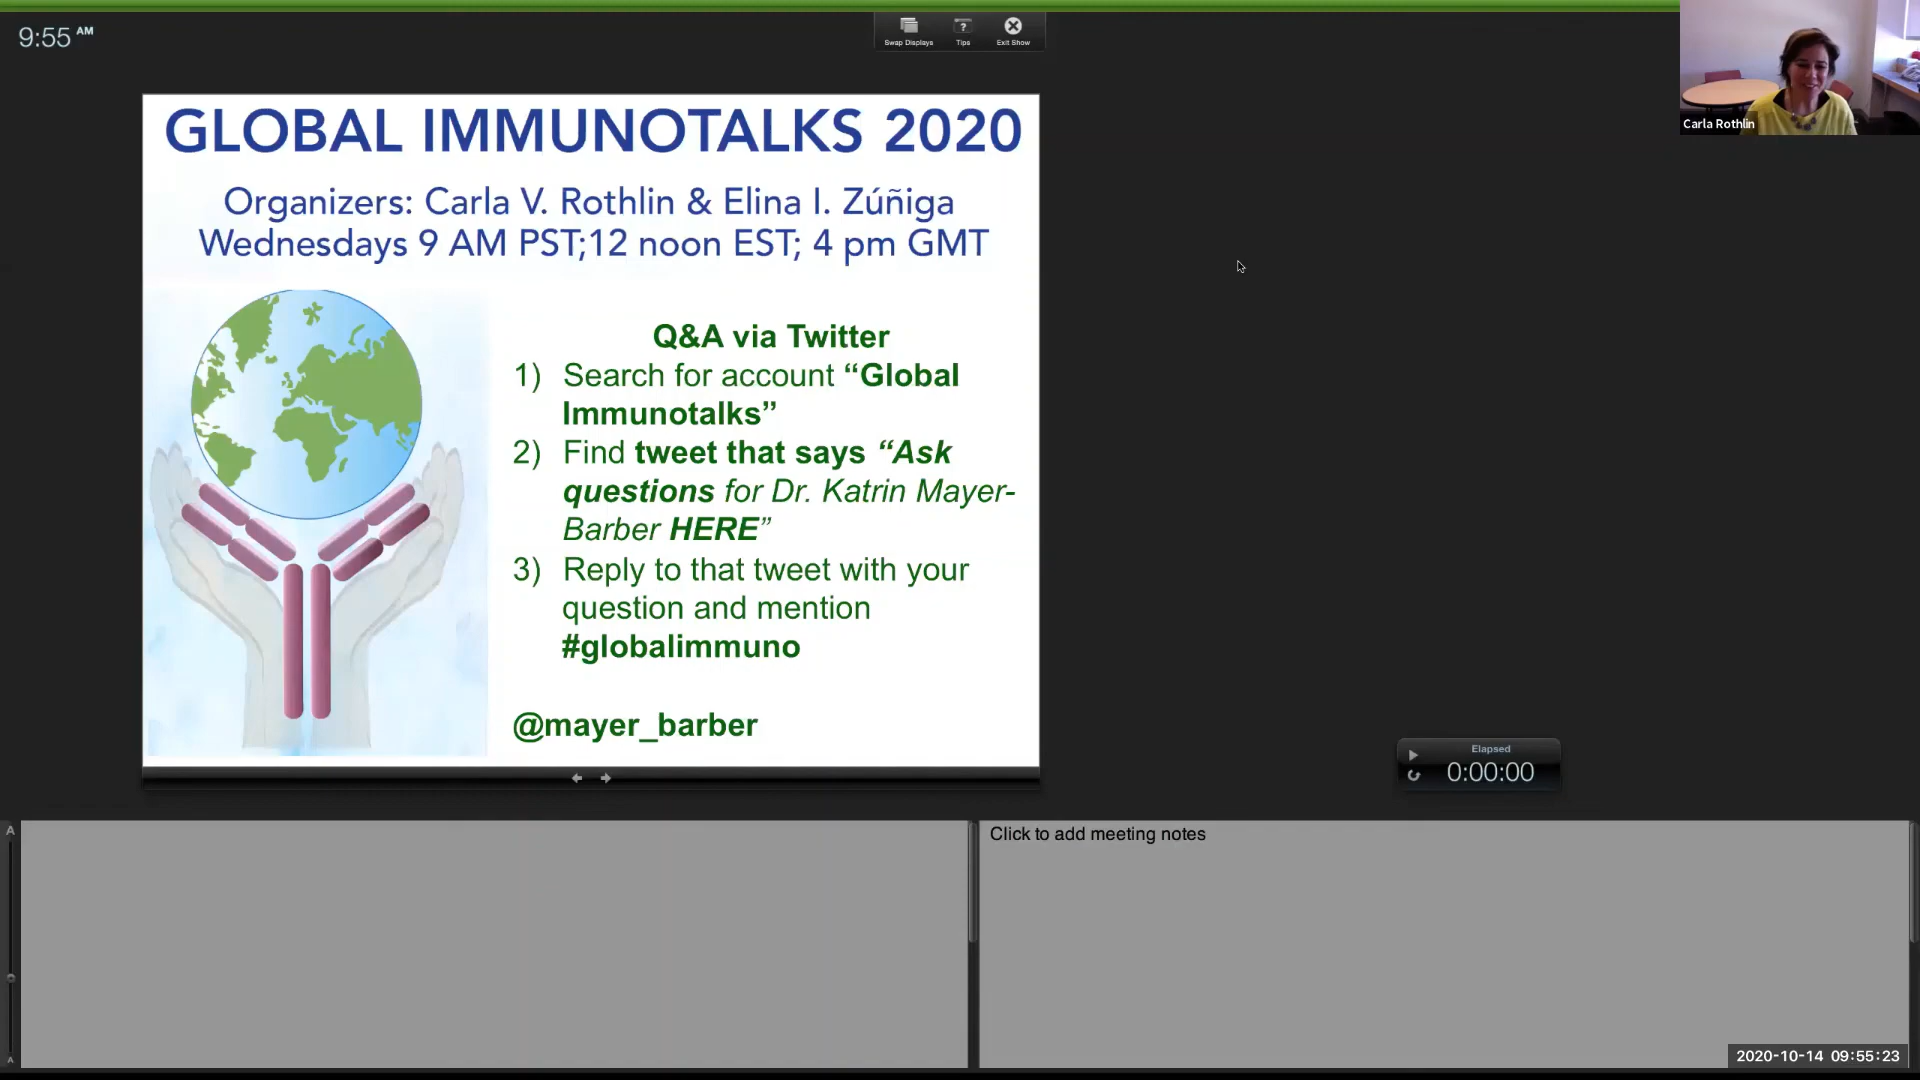 9:55 AM
Swap Displays
Tips
Exit Show
Carla Rothlin
GLOBAL IMMUNOTALKS 2020
Organizers: Carla V. Rothlin & Elina I. Zúñiga
Wednesdays 9 AM PST;12 noon EST; 4 pm GMT
Q&A via Twitter
1) Search for account “Global
Immunotalks”
2) Find tweet that says “Ask
questions for Dr. Katrin Mayer-
Barber HERE”
3) Reply to that tweet with your
question and mention
#globalimmuno
@mayer_barber
Elapsed
0:00:00
A
A
Click to add meeting notes
2020-10-14 09:55:23